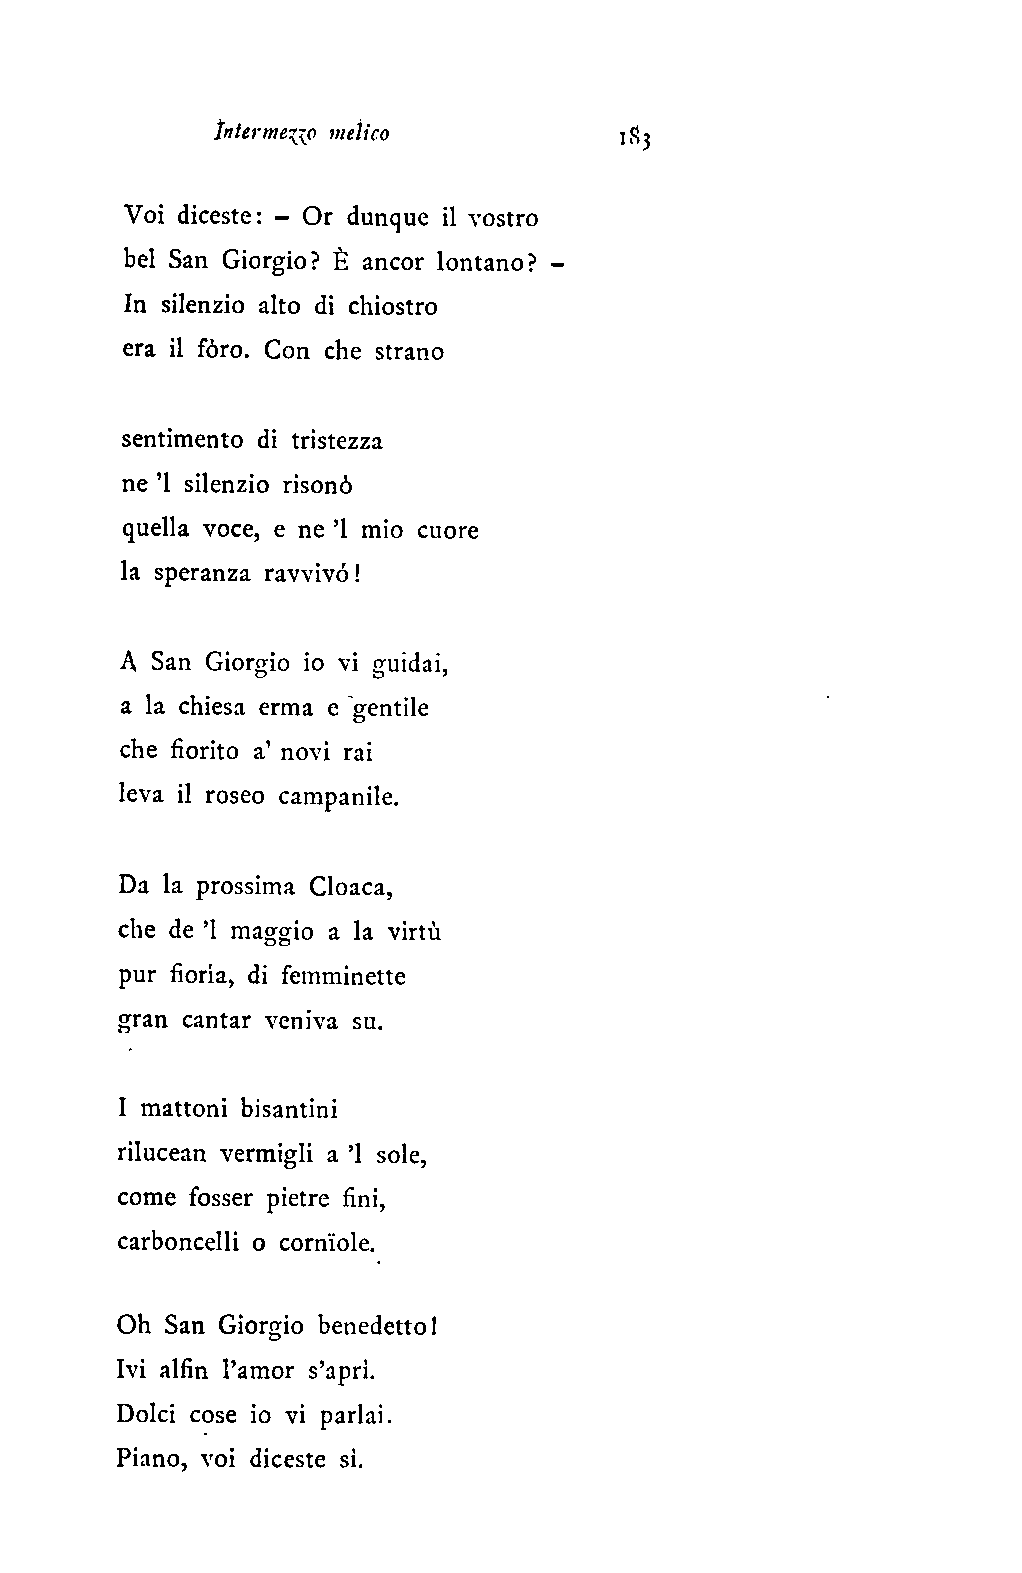 Intermezzo melico 183
Voi diceste: – Or dunque il vostro
bel San Giorgio? È ancor lontano? –
In silenzio alto di chiostro
era il fòro. Con che strano
sentimento di tristezza
ne 'l silenzio risonò
quella voce, e ne 'l mio cuore
la speranza ravvivó!
A San Giorgio io vi guidai,
a la chiesa erma e gentile
che fiorito a' novi rai
leva il roseo campanile.
Da la prossima Cloaca,
che de 'l maggio a la virtù
pur fioria, di femminette
gran cantar veniva su.
I mattoni bisantini
rilucean vermigli a 'l sole,
come fosser pietre fini,
carboncelli o cornïole.
Oh San Giorgio benedetto!
Ivi alfin l'amor s'aprì.
Dolci cose io vi parlai.
Piano, voi diceste sì.